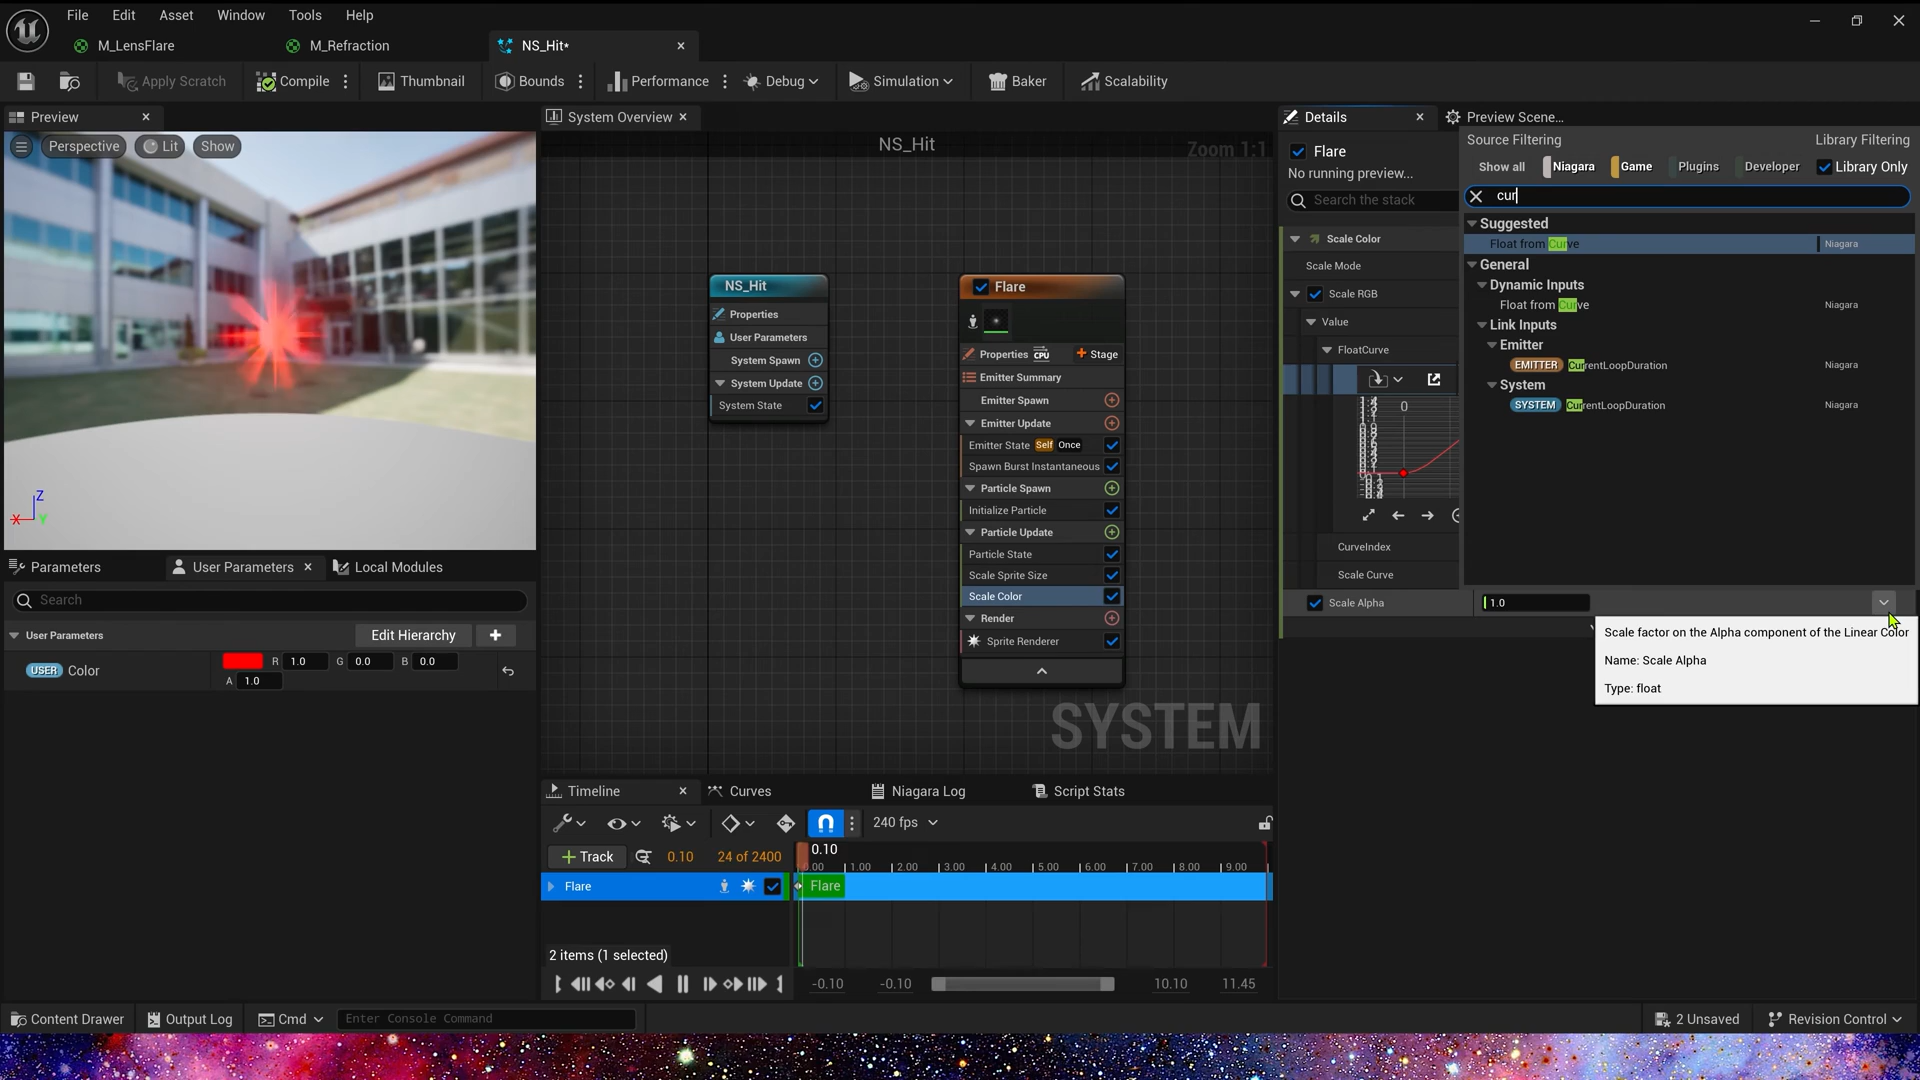 File Edit Asset Window Tools Help
M_LensFlare M_Refraction NS_Hit*
Apply Scratch Compile Thumbnail Bounds Performance Debug Simulation Baker Scalability
Preview
Perspective Lit Show
Z
X Y
Parameters User Parameters Local Modules
Search
User Parameters Edit Hierarchy
USER Color R 1.0 G 0.0 B 0.0
A 1.0
System Overview
NS_Hit Zoom 1:1
NS_Hit
Properties
User Parameters
System Spawn
System Update
System State
Flare
Properties CPU Stage
Emitter Summary
Emitter Spawn
Emitter Update
Emitter State Self Once
Spawn Burst Instantaneous
Particle Spawn
Initialize Particle
Particle Update
Particle State
Scale Sprite Size
Scale Color
Render
Sprite Renderer
SYSTEM
Timeline Curves Niagara Log Script Stats
240 fps
Track 0.10 24 of 2400
0.10
0.00 1.00 2.00 3.00 4.00 5.00 6.00 7.00 8.00 9.00
Flare Flare
2 items (1 selected)
-0.10 -0.10 10.10 11.45
Details Preview Scene...
Flare
No running preview...
Search the stack
Scale Color
Scale Mode
Scale RGB
Value
FloatCurve
0
CurveIndex
Scale Curve
Scale Alpha 1.0
Source Filtering Library Filtering
Show all Niagara Game Plugins Developer Library Only
cur
Suggested
Float from Curve Niagara
General
Dynamic Inputs
Float from Curve Niagara
Link Inputs
Emitter
EMITTER CurrentLoopDuration Niagara
System
SYSTEM CurrentLoopDuration Niagara
Scale factor on the Alpha component of the Linear Color
Name: Scale Alpha
Type: float
Content Drawer Output Log Cmd Enter Console Command 2 Unsaved Revision Control